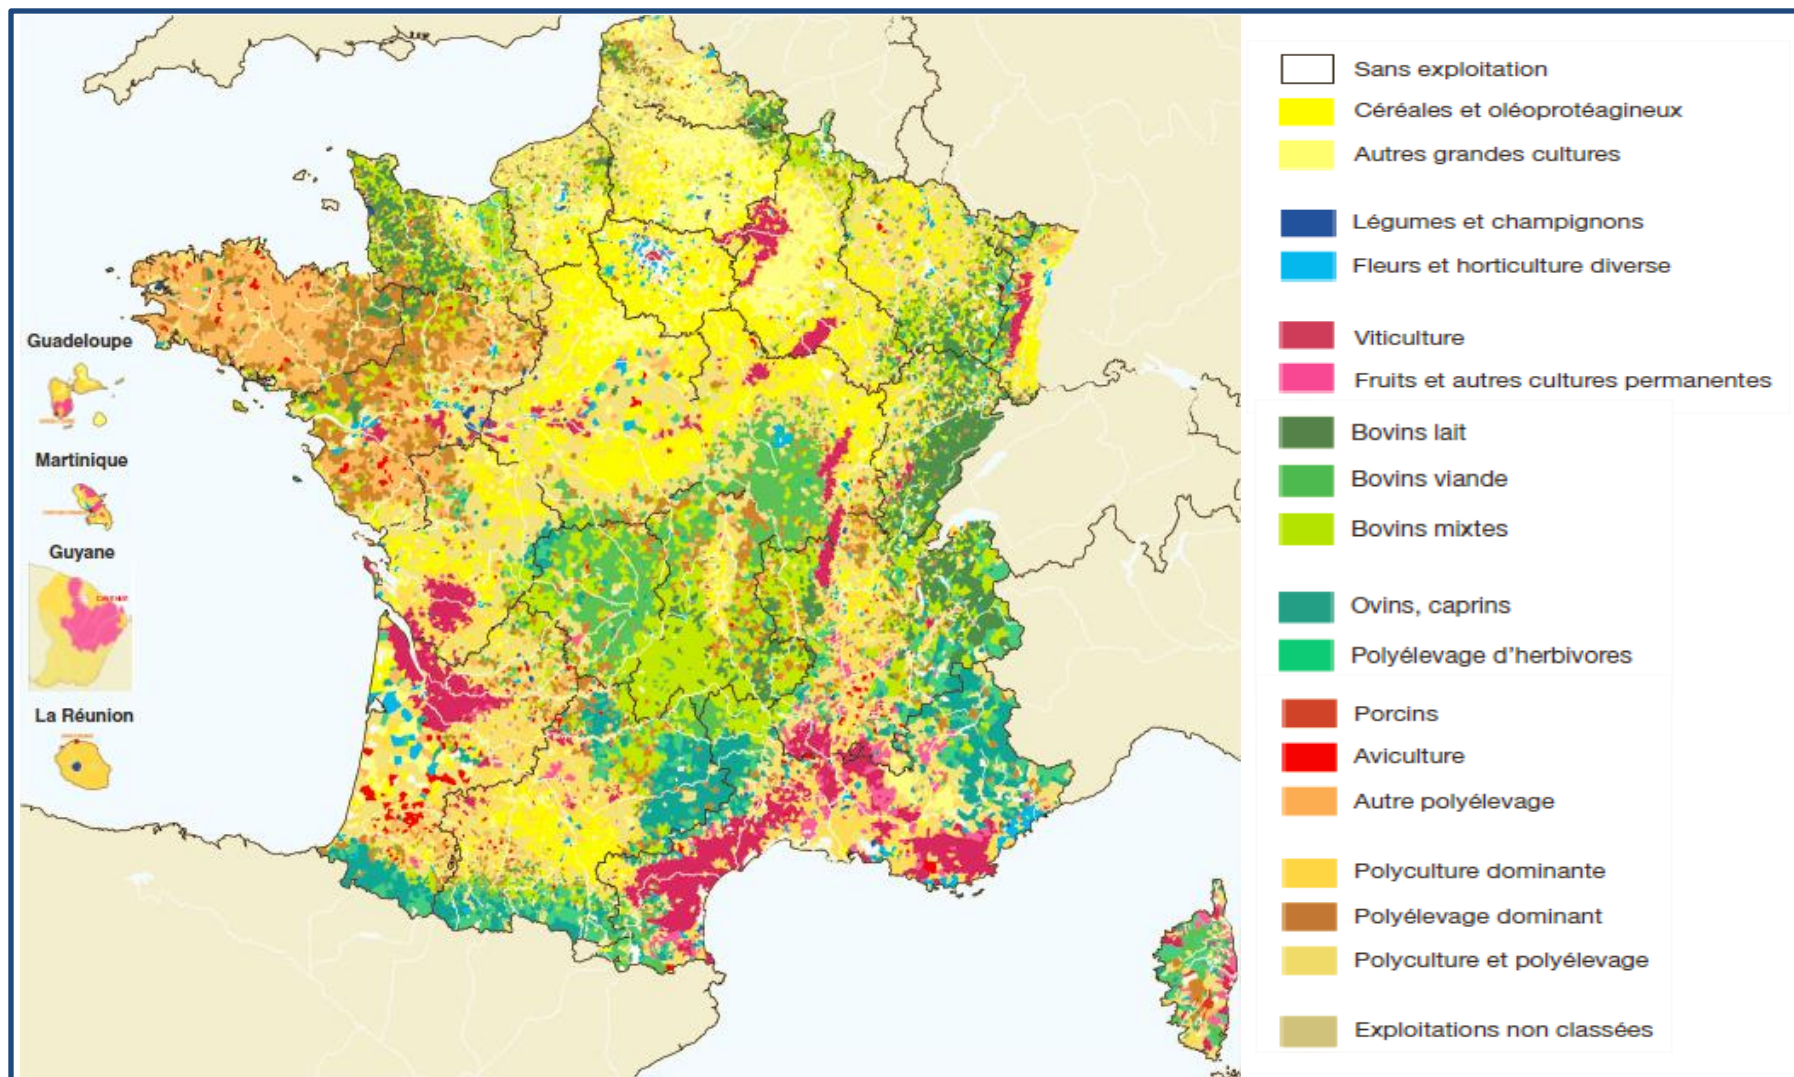 Guadeloupe
Martinique
Guyane
La Réunion
Sans exploitation
Céréales et oléoprotéagineux
Autres grandes cultures
Légumes et champignons
Fleurs et horticulture diverse
Viticulture
Fruits et autres cultures permanentes
Bovins lait
Bovins viande
Bovins mixtes
Ovins, caprins
Polyélevage d'herbivores
Porcins
Aviculture
Autre polyélevage
Polyculture dominante
Polyélevage dominant
Polyculture et polyélevage
Exploitations non classées